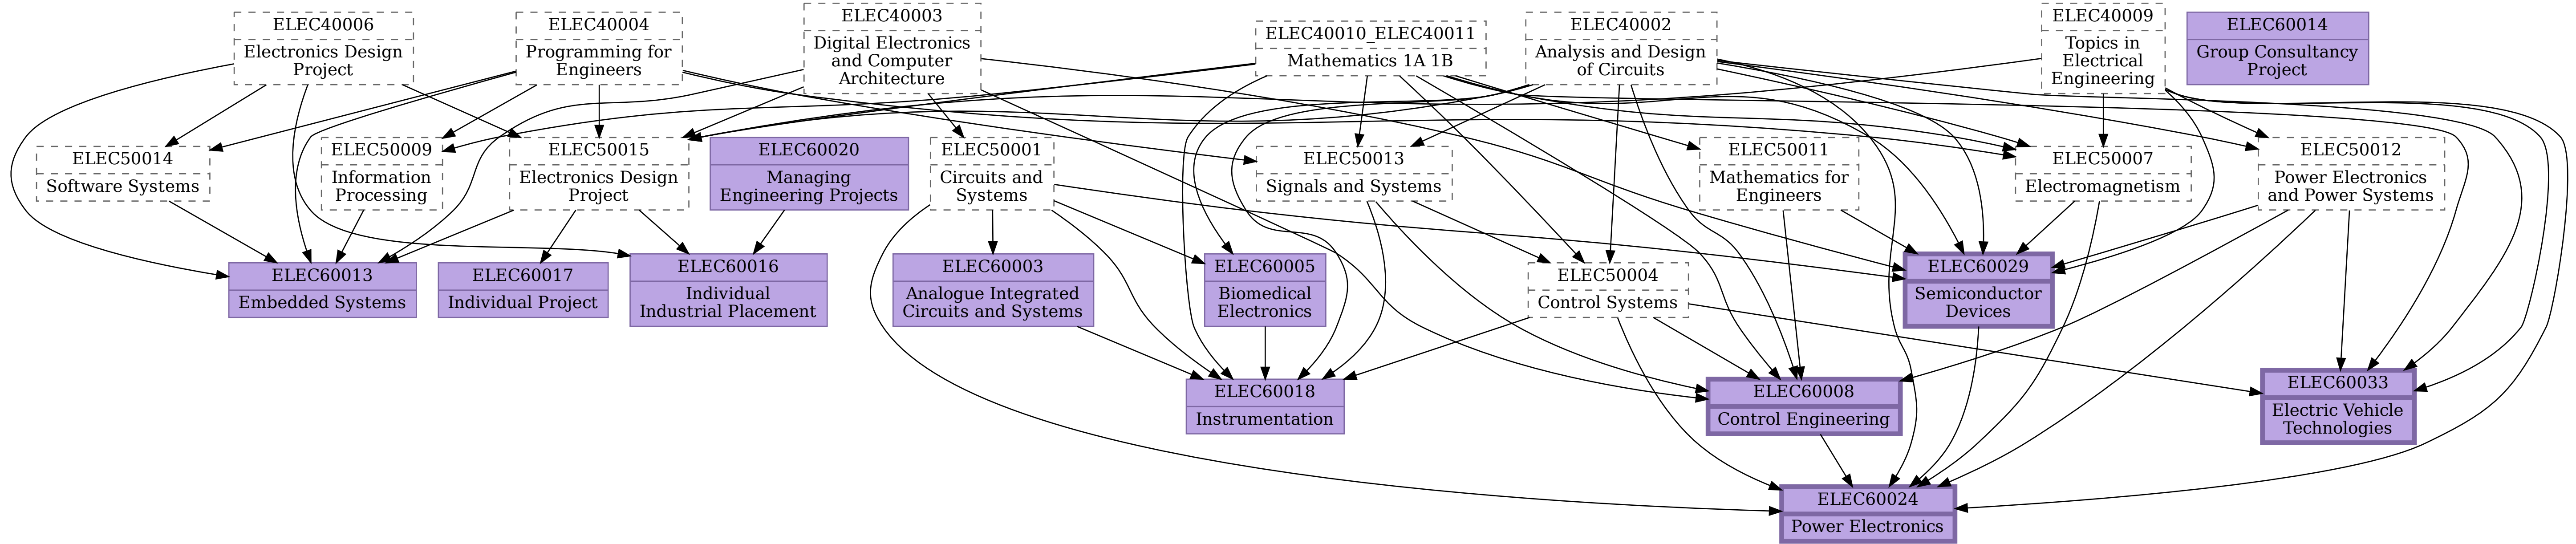 ELEC40006
Electronics Design
Project
ELEC40004
Programming for
Engineers
ELEC40003
Digital Electronics
and Computer
Architecture
ELEC40010_ELEC40011
Mathematics 1A 1B
ELEC40002
Analysis and Design
of Circuits
ELEC40009
Topics in
Electrical
Engineering
ELEC60014
Group Consultancy
Project
ELEC50014
Software Systems
ELEC50009
Information
Processing
ELEC50015
Electronics Design
Project
ELEC60020
Managing
Engineering Projects
ELEC50001
Circuits and
Systems
ELEC50013
Signals and Systems
ELEC50011
Mathematics for
Engineers
ELEC50007
Electromagnetism
ELEC50012
Power Electronics
and Power Systems
ELEC60013
Embedded Systems
ELEC60017
Individual Project
ELEC60016
Individual
Industrial Placement
ELEC60003
Analogue Integrated
Circuits and Systems
ELEC60005
Biomedical
Electronics
ELEC50004
Control Systems
ELEC60029
Semiconductor
Devices
ELEC60018
Instrumentation
ELEC60008
Control Engineering
ELEC60033
Electric Vehicle
Technologies
ELEC60024
Power Electronics